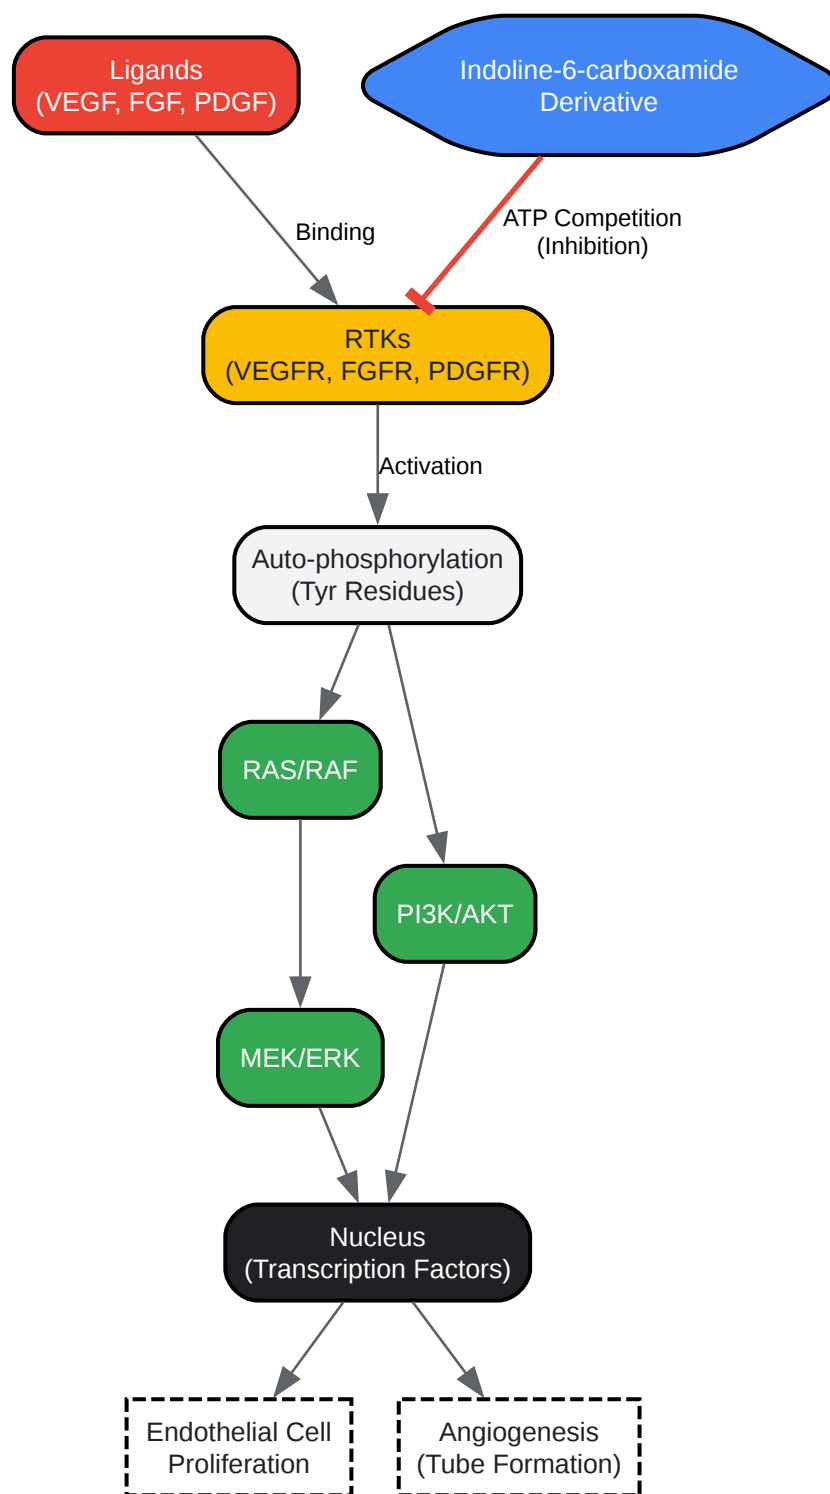 Ligands
(VEGF, FGF, PDGF)
Indoline-6-carboxamide
Derivative
Binding
ATP Competition
(Inhibition)
RTKs
(VEGFR, FGFR, PDGFR)
Activation
Auto-phosphorylation
(Tyr Residues)
RAS/RAF
PI3K/AKT
MEK/ERK
Nucleus
(Transcription Factors)
Endothelial Cell
Proliferation
Angiogenesis
(Tube Formation)